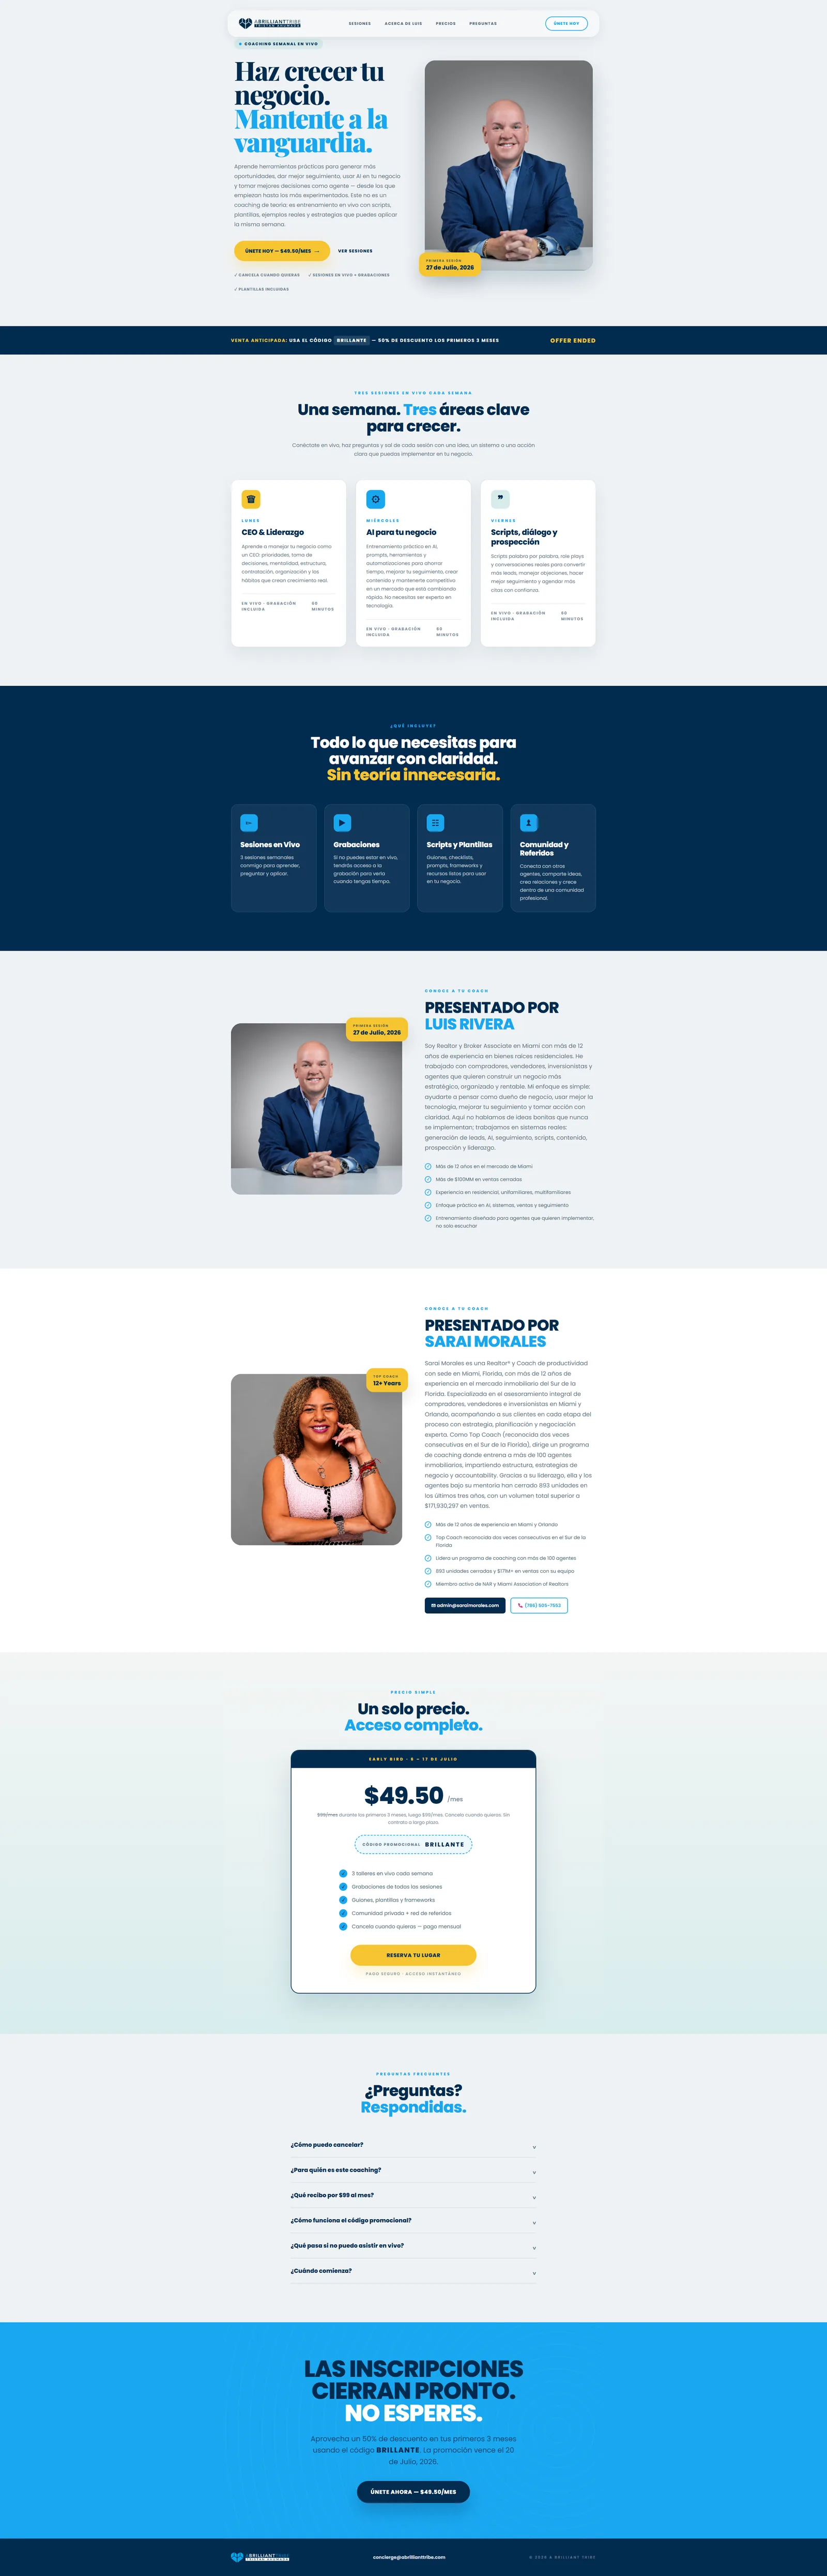 ABRILLIANTTRIBE
TRISTAN AHUMADA
SESIONES
ACERCA DE LUIS
PRECIOS
PREGUNTAS
ÚNETE HOY
COACHING SEMANAL EN VIVO
Haz crecer tu
negocio.
Mantente a la
vanguardia.
Aprende herramientas prácticas para generar más
oportunidades, dar mejor seguimiento, usar AI en tu negocio
y tomar mejores decisiones como agente — desde los que
empiezan hasta los más experimentados. Este no es un
coaching de teoría: es entrenamiento en vivo con scripts,
plantillas, ejemplos reales y estrategias que puedes aplicar
la misma semana.
ÚNETE HOY — $49.50/MES →
VER SESIONES
✓ CANCELA CUANDO QUIERAS
✓ SESIONES EN VIVO + GRABACIONES
✓ PLANTILLAS INCLUIDAS
PRIMERA SESIÓN
27 de Julio, 2026
VENTA ANTICIPADA: USA EL CÓDIGO BRILLANTE — 50% DE DESCUENTO LOS PRIMEROS 3 MESES
OFFER ENDED
TRES SESIONES EN VIVO CADA SEMANA
Una semana. Tres áreas clave
para crecer.
Conéctate en vivo, haz preguntas y sal de cada sesión con una idea, un sistema o una acción
clara que puedas implementar en tu negocio.
LUNES
CEO & Liderazgo
Aprende a manejar tu negocio como
un CEO: prioridades, toma de
decisiones, mentalidad, estructura,
contratación, organización y los
hábitos que crean crecimiento real.
EN VIVO · GRABACIÓN
INCLUIDA
MINUTOS
MIÉRCOLES
AI para tu negocio
Entrenamiento práctico en AI,
prompts, herramientas y
automatizaciones para ahorrar
tiempo, mejorar tu seguimiento, crear
contenido y mantenerte competitivo
en un mercado que está cambiando
rápido. No necesitas ser experto en
tecnología.
EN VIVO · GRABACIÓN
INCLUIDA
MINUTOS
VIERNES
Scripts, diálogo y
prospección
Scripts palabra por palabra, role plays
y conversaciones reales para convertir
más leads, manejar objeciones, hacer
mejor seguimiento y agendar más
citas con confianza.
EN VIVO · GRABACIÓN
INCLUIDA
MINUTOS
¿QUÉ INCLUYE?
Todo lo que necesitas para
avanzar con claridad.
Sin teoría innecesaria.
Sesiones en Vivo
3 sesiones semanales
conmigo para aprender,
preguntar y aplicar.
Grabaciones
Si no puedes estar en vivo,
tendrás acceso a la
grabación para verla
cuando tengas tiempo.
Scripts y Plantillas
Guiones, checklists,
prompts, frameworks y
recursos listos para usar
en tu negocio.
Comunidad y
Referidos
Conecta con otros
agentes, comparte ideas,
crea relaciones y crece
dentro de una comunidad
profesional.
PRIMERA SESIÓN
27 de Julio, 2026
CONOCE A TU COACH
PRESENTADO POR
LUIS RIVERA
Soy Realtor y Broker Associate en Miami con más de 12
años de experiencia en bienes raíces residenciales. He
trabajado con compradores, vendedores, inversionistas y
agentes que quieren construir un negocio más
estratégico, organizado y rentable. Mi enfoque es simple:
ayudarte a pensar como dueño de negocio, usar mejor la
tecnología, mejorar tu seguimiento y tomar acción con
claridad. Aquí no hablamos de ideas bonitas que nunca
se implementan; trabajamos en sistemas reales:
generación de leads, AI, seguimiento, scripts, contenido,
prospección y liderazgo.
Más de 12 años en el mercado de Miami
Más de $100MM en ventas cerradas
Experiencia en residencial, unifamiliares, multifamiliares
Enfoque práctico en AI, sistemas, ventas y seguimiento
Entrenamiento diseñado para agentes que quieren implementar,
no solo escuchar
TOP COACH
12+ Years
CONOCE A TU COACH
PRESENTADO POR
SARAI MORALES
Sarai Morales es una Realtor® y Coach de productividad
con sede en Miami, Florida, con más de 12 años de
experiencia en el mercado inmobiliario del Sur de la
Florida. Especializada en el asesoramiento integral de
compradores, vendedores e inversionistas en Miami y
Orlando, acompañando a sus clientes en cada etapa del
proceso con estrategia, planificación y negociación
experta. Como Top Coach (reconocida dos veces
consecutivas en el Sur de la Florida), dirige un programa
de coaching donde entrena a más de 100 agentes
inmobiliarios, impartiendo estructura, estrategias de
negocio y accountability. Gracias a su liderazgo, ella y los
agentes bajo su mentoría han cerrado 893 unidades en
los últimos tres años, con un volumen total superior a
$171,930,297 en ventas.
Más de 12 años de experiencia en Miami y Orlando
Top Coach reconocida dos veces consecutivas en el Sur de la
Florida
Lidera un programa de coaching con más de 100 agentes
893 unidades cerradas y $171M+ en ventas con su equipo
Miembro activo de NAR y Miami Association of Realtors
✉ admin@saraimorales.com
PRECIO SIMPLE
Un solo precio.
Acceso completo.
EARLY BIRD · 8 – 17 DE JULIO
$49.50 /mes
$99/mes durante los primeros 3 meses, luego $99/mes. Cancela cuando quieras. Sin
contrato a largo plazo.
CÓDIGO PROMOCIONAL BRILLANTE
3 talleres en vivo cada semana
Grabaciones de todas las sesiones
Guiones, plantillas y frameworks
Comunidad privada + red de referidos
Cancela cuando quieras — pago mensual
RESERVA TU LUGAR
PAGO SEGURO · ACCESO INSTANTÁNEO
PREGUNTAS FRECUENTES
¿Preguntas?
Respondidas.
¿Cómo puedo cancelar?
¿Para quién es este coaching?
¿Qué recibo por $99 al mes?
¿Cómo funciona el código promocional?
¿Qué pasa si no puedo asistir en vivo?
¿Cuándo comienza?
LAS INSCRIPCIONES
CIERRAN PRONTO.
NO ESPERES.
Aprovecha un 50% de descuento en tus primeros 3 meses
usando el código BRILLANTE. La promoción vence el 20
de Julio, 2026.
ÚNETE AHORA — $49.50/MES
ABRILLIANTTRIBE
TRISTAN AHUMADA
concierge@abrillianttribe.com
© 2026 A BRILLIANT TRIBE